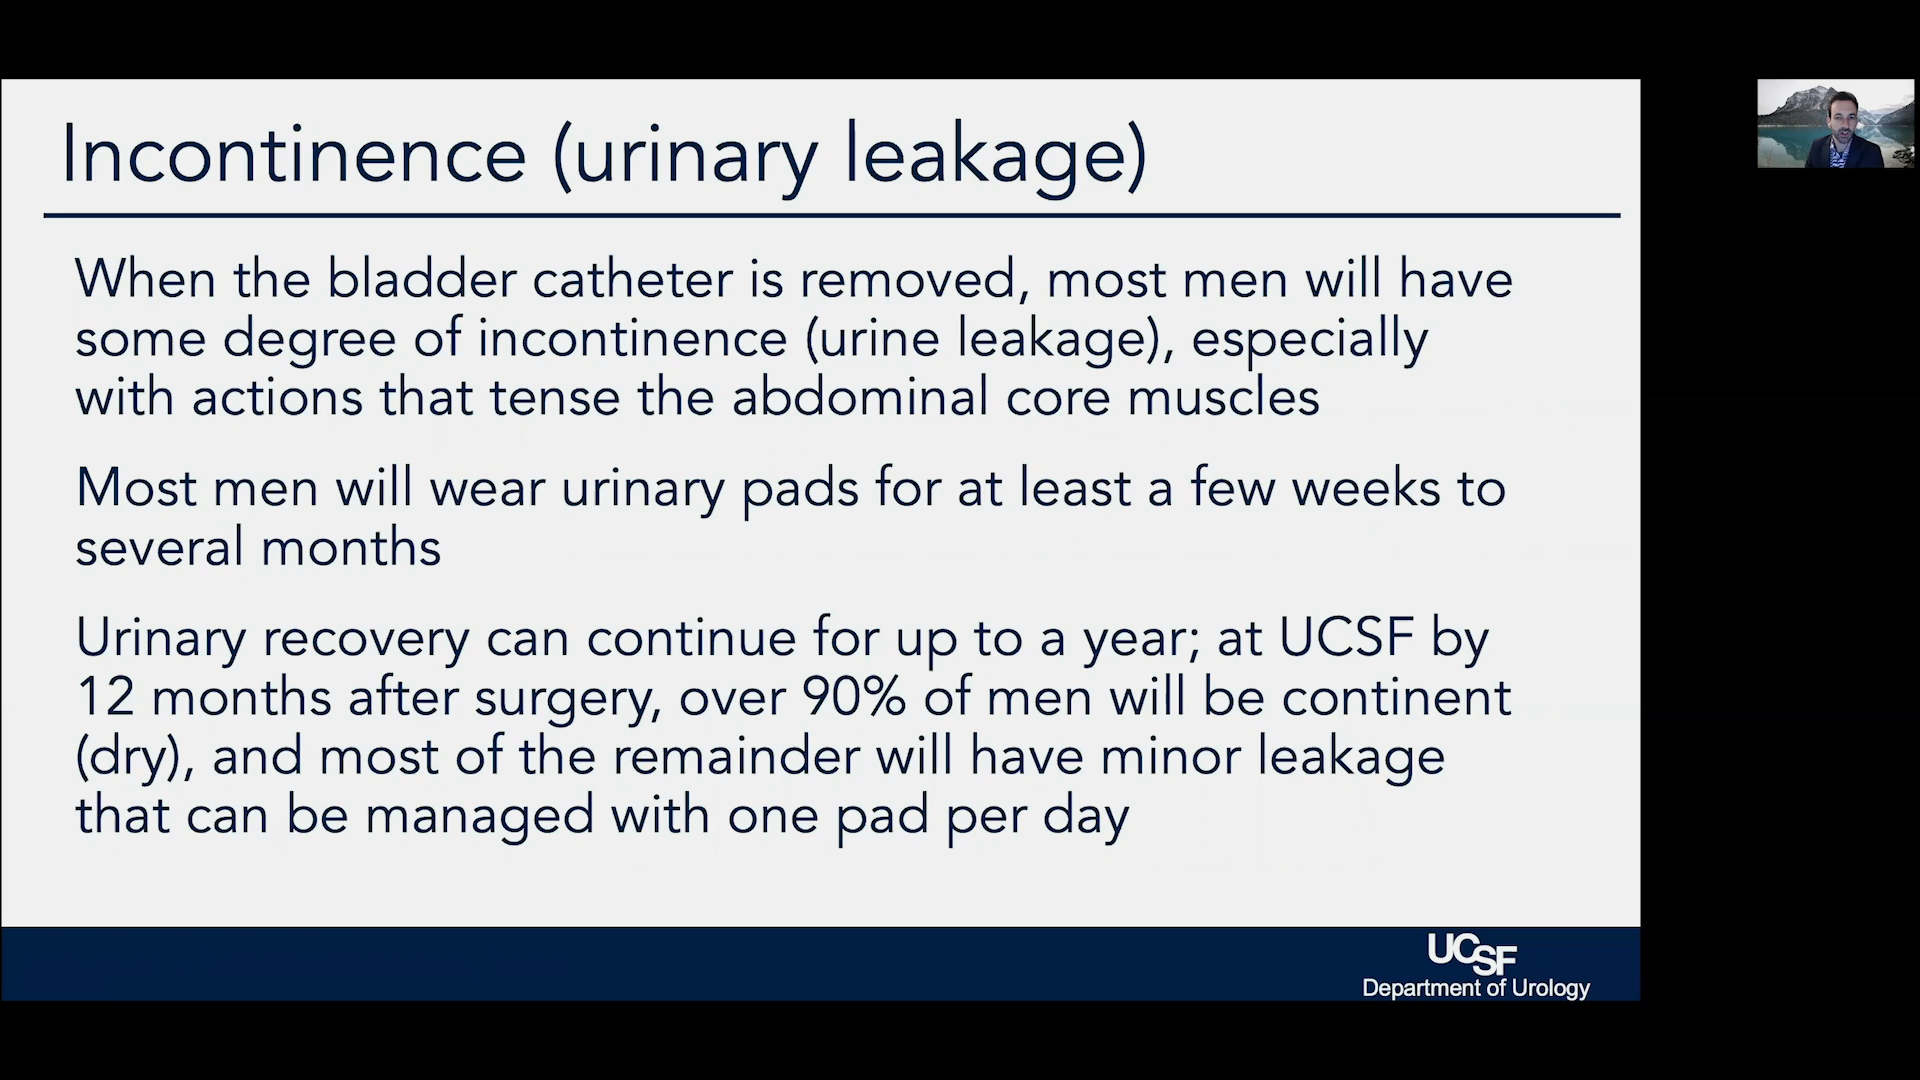 Incontinence (urinary leakage)
When the bladder catheter is removed, most men will have
some degree of incontinence (urine leakage), especially
with actions that tense the abdominal core muscles
Most men will wear urinary pads for at least a few weeks to
several months
Urinary recovery can continue for up to a year; at UCSF by
12 months after surgery, over 90% of men will be continent
(dry), and most of the remainder will have minor leakage
that can be managed with one pad per day
UCSF
Department of Urology